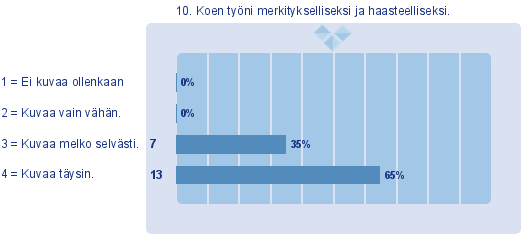 10. Koen työni merkitykselliseksi ja haasteelliseksi.
1 = Ei kuvaa ollenkaan 0%
2 = Kuvaa vain vähän. 0%
3 = Kuvaa melko selvästi. 7 35%
4 = Kuvaa täysin. 13 65%